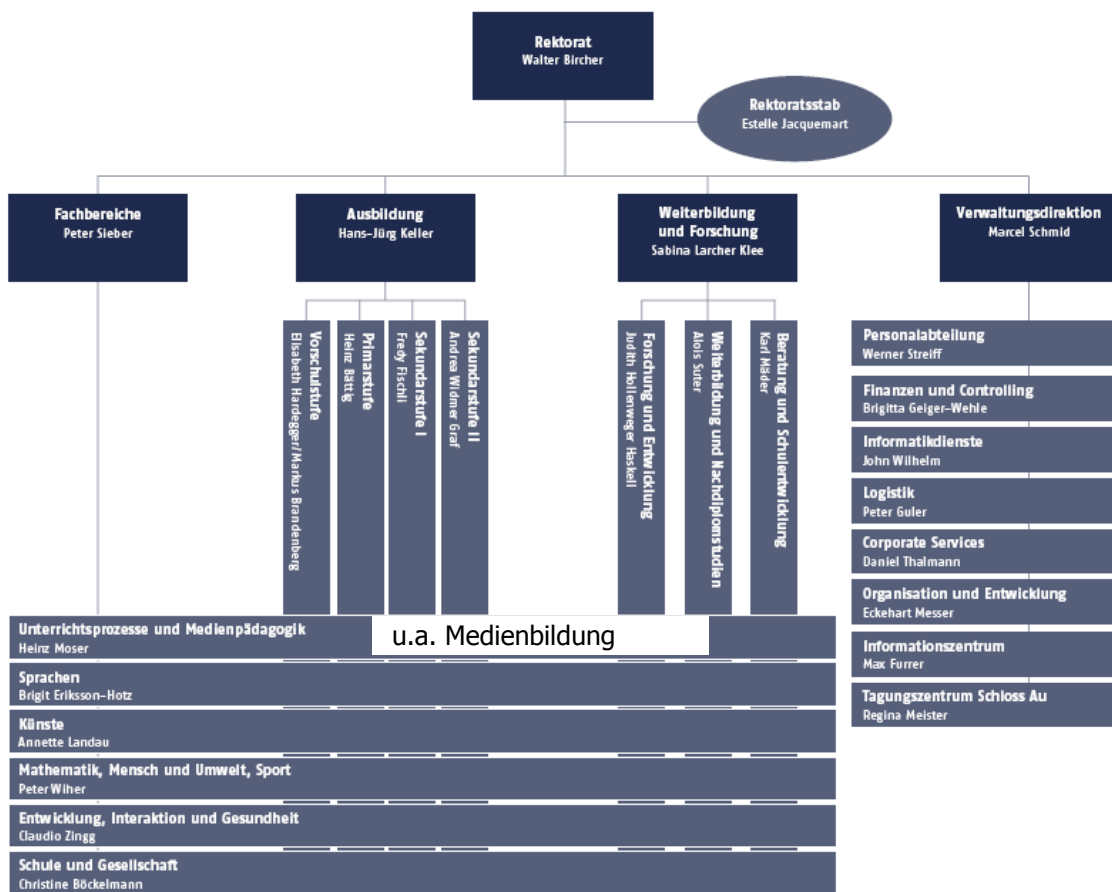 Rektorat
Walter Bircher
Rektoratsstab
Estelle Jacquemart
Fachbereiche
Peter Sieber
Ausbildung
Hans-Jürg Keller
Weiterbildung
und Forschung
Sabina Larcher Klee
Verwaltungsdirektion
Marcel Schmid
Vorschulstufe
Elisabeth Hardegger/Markus Brandenberg
Primarstufe
Heinz Bättig
Sekundarstufe I
Fredy Fischli
Sekundarstufe II
Andrea Widmer Graf
Forschung und Entwicklung
Judith Hollenweger Haskell
Weiterbildung und Nachdiplomstudien
Alois Suter
Beratung und Schulentwicklung
Karl Mäder
Personalabteilung
Werner Streiff
Finanzen und Controlling
Brigitta Geiger-Wehle
Informatikdienste
John Wilhelm
Logistik
Peter Guler
Corporate Services
Daniel Thalmann
Organisation und Entwicklung
Eckehart Messer
Informationszentrum
Max Furrer
Tagungszentrum Schloss Au
Regina Meister
Unterrichtsprozesse und Medienpädagogik
Heinz Moser
u.a. Medienbildung
Sprachen
Brigit Eriksson-Hotz
Künste
Annette Landau
Mathematik, Mensch und Umwelt, Sport
Peter Wiher
Entwicklung, Interaktion und Gesundheit
Claudio Zingg
Schule und Gesellschaft
Christine Böckelmann